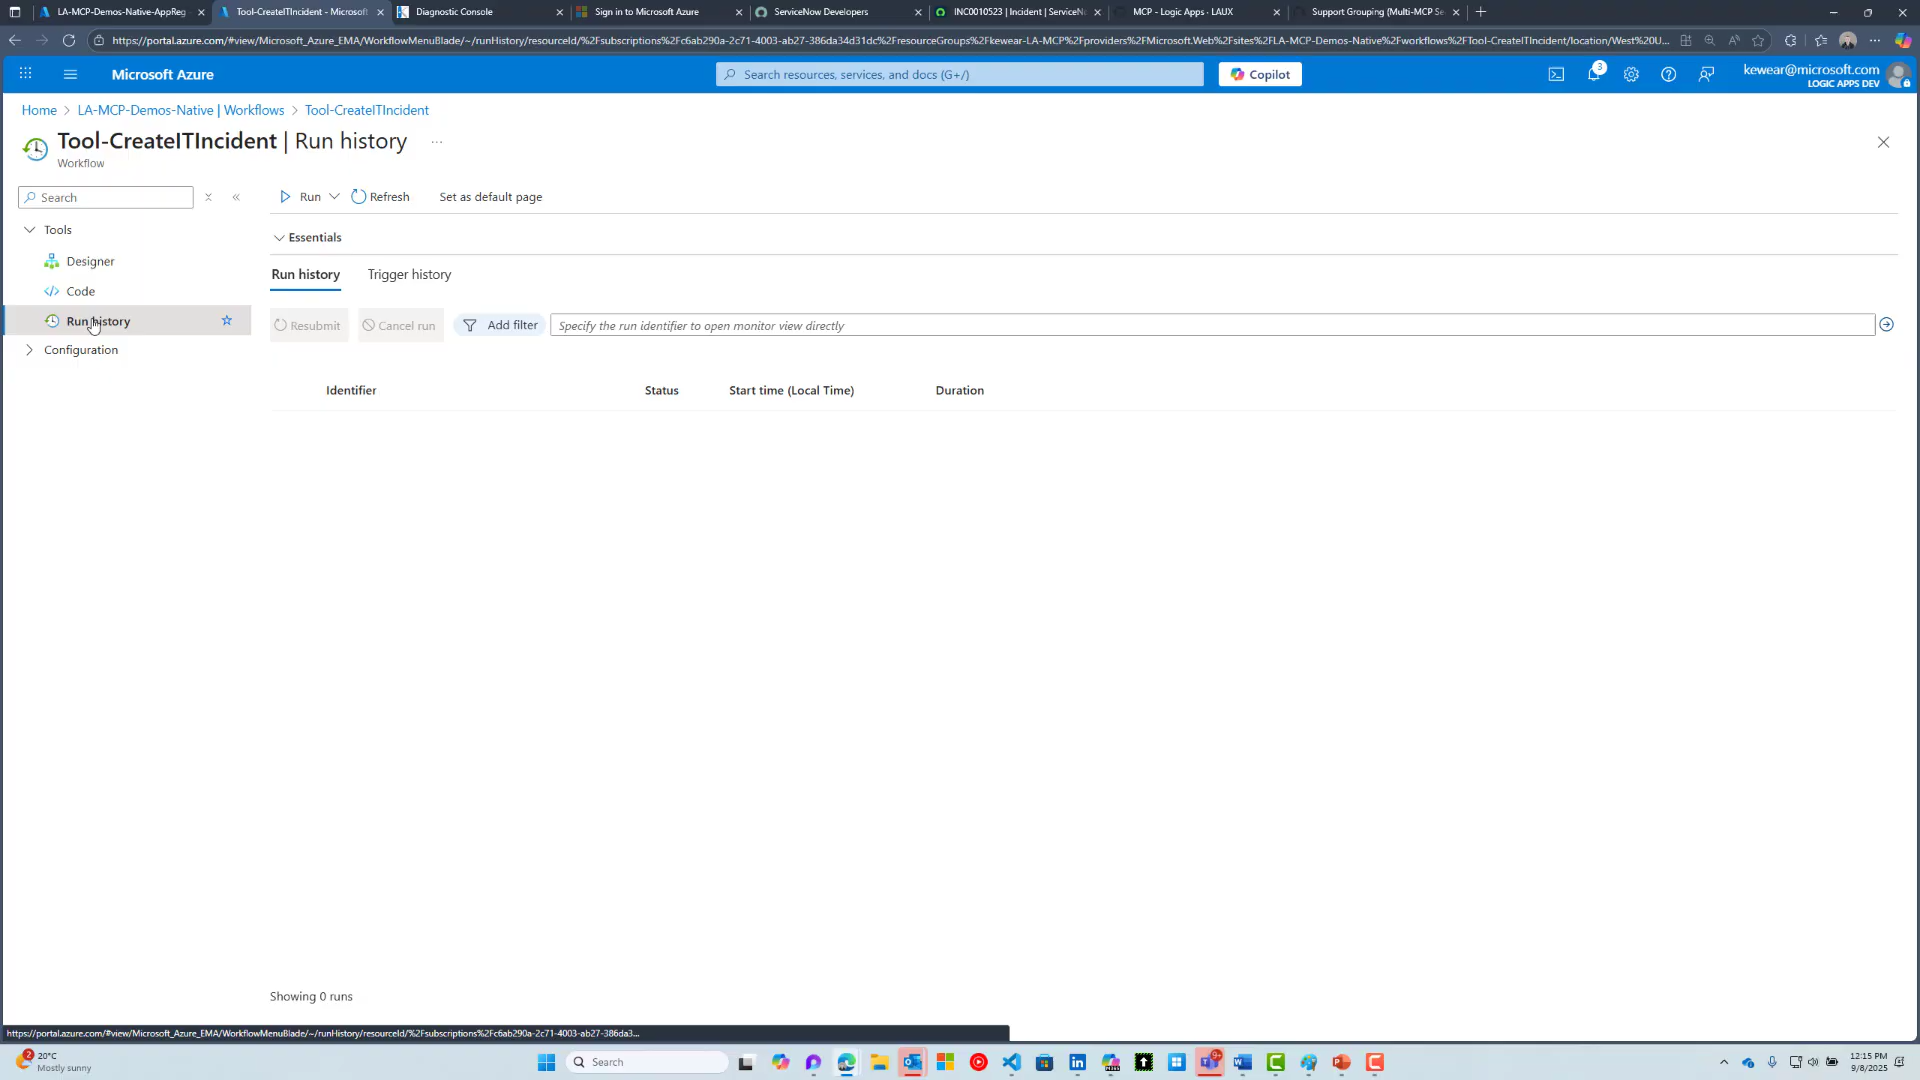 LA-MCP-Demos-Native-AppReg
Tool-CreateITIncident - Microsoft
Diagnostic Console
Sign in to Microsoft Azure
ServiceNow Developers
INC0010523 | Incident | ServiceN
MCP - Logic Apps - LAUX
Support Grouping (Multi-MCP Se
https://portal.azure.com/#view/Microsoft_Azure_EMA/WorkflowMenuBlade/~/runHistory/resourceId/%2Fsubscriptions%2Fc6ab290a-2c71-4003-ab27-386da34d31dc%2FresourceGroups%2Fkewear-LA-MCP%2Fproviders%2FMicrosoft.Web%2Fsites%2FLA-MCP-Demos-Native%2Fworkflows%2FTool-CreateITIncident/location/West%20U...
Microsoft Azure
Search resources, services, and docs (G+/)
Copilot
3
kewear@microsoft.com
LOGIC APPS DEV
Home > LA-MCP-Demos-Native | Workflows > Tool-CreateITIncident
Tool-CreateITIncident | Run history ...
Workflow
Search
Run
Refresh
Set as default page
Tools
Designer
Code
Run history
Configuration
Essentials
Run history
Trigger history
Resubmit
Cancel run
Add filter
Specify the run identifier to open monitor view directly
Identifier
Status
Start time (Local Time)
Duration
Showing 0 runs
https://portal.azure.com/#view/Microsoft_Azure_EMA/WorkflowMenuBlade/~/runHistory/resourceId/%2Fsubscriptions%2Fc6ab290a-2c71-4003-ab27-386da3...
2
20°C
Mostly sunny
Search
9+
12:15 PM
9/8/2025